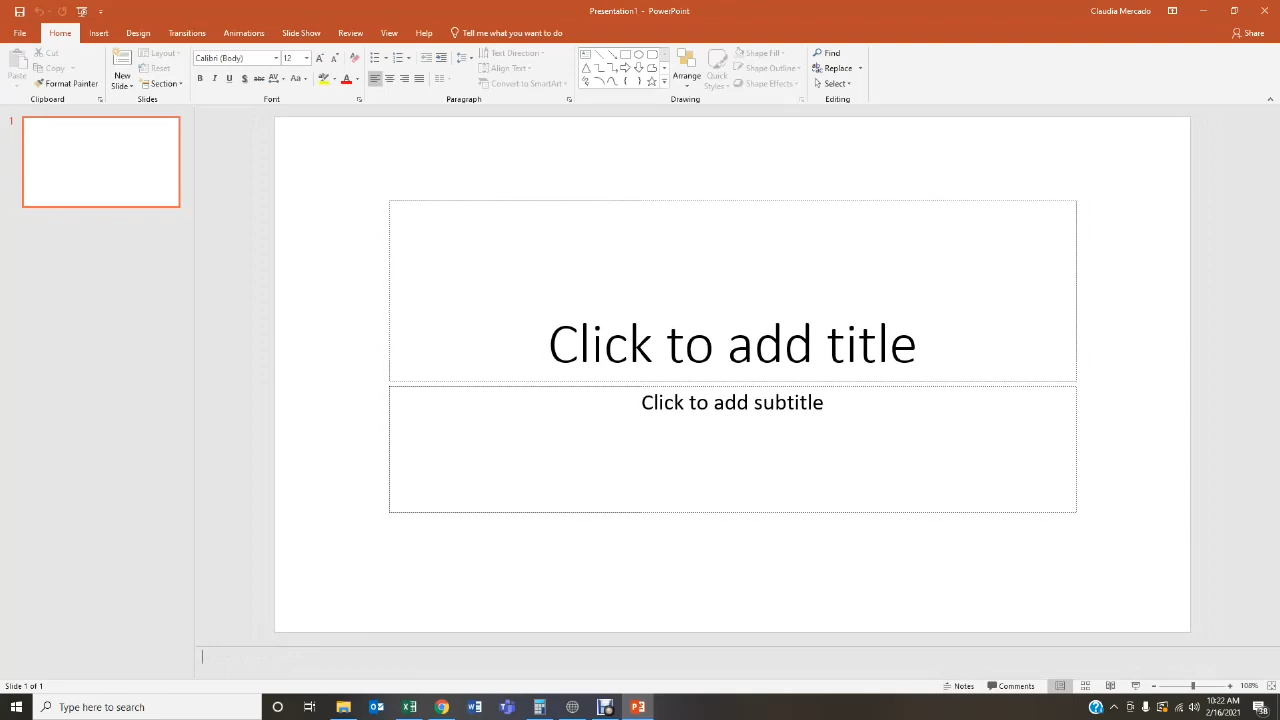 Presentation1 - PowerPoint
Claudia Mercado
File Home Insert Design Transitions Animations Slide Show Review View Help Tell me what you want to do Share
Paste
Cut
Copy
Format Painter
Clipboard
New Slide
Layout
Reset
Section
Slides
Calibri (Body) 12
B I U S abc AV Aa A
Font
Text Direction
Align Text
Convert to SmartArt
Paragraph
Arrange
Quick Styles
Shape Fill
Shape Outline
Shape Effects
Drawing
Find
Replace
Select
Editing
1
Click to add title
Click to add subtitle
Slide 1 of 1
Notes Comments 108%
Type here to search
10:22 AM
2/16/2021